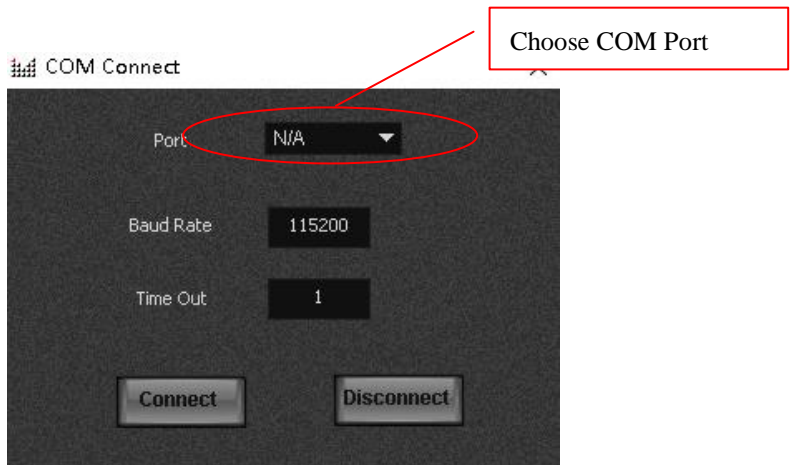 Choose COM Port
COM Connect
Port
N/A
Baud Rate
115200
Time Out
1
Connect
Disconnect